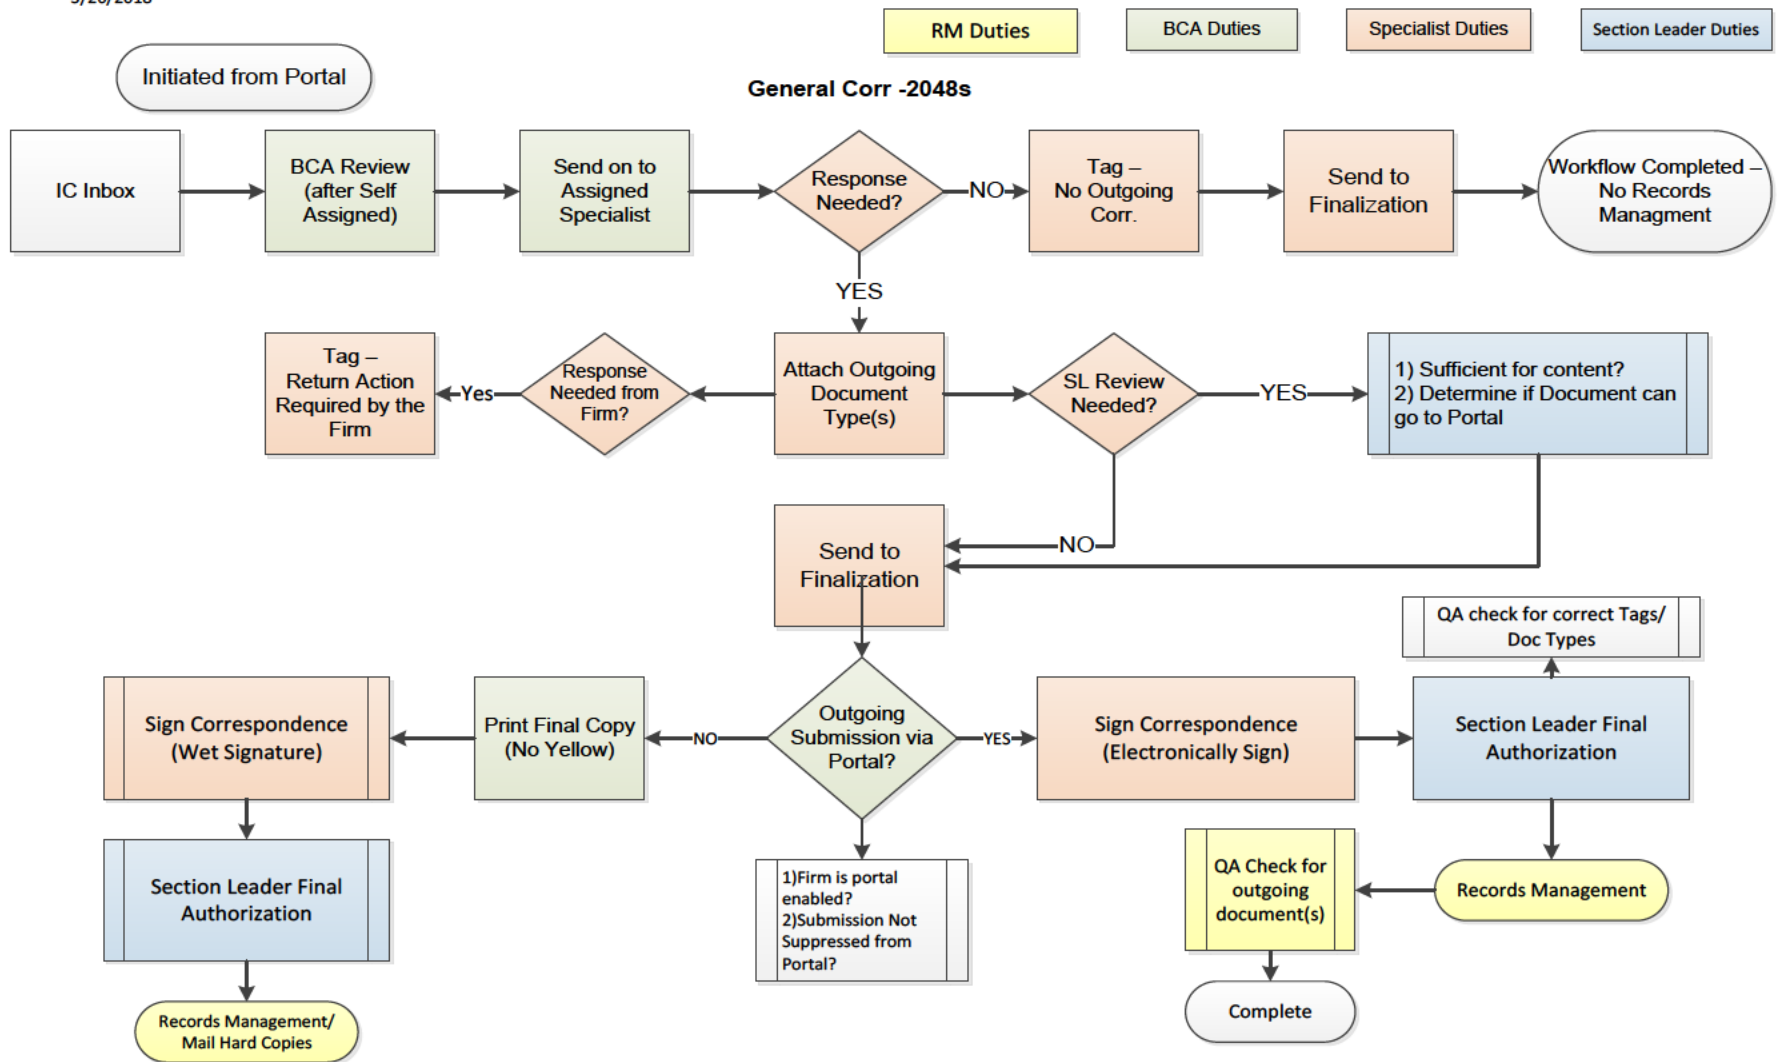 RM Duties
BCA Duties
Specialist Duties
Section Leader Duties
Initiated from Portal
General Corr -2048s
IC Inbox
BCA Review
(after Self
Assigned)
Send on to
Assigned
Specialist
Response
Needed?
NO
Tag –
No Outgoing
Corr.
Send to
Finalization
Workflow Completed –
No Records
Managment
YES
Tag –
Return Action
Required by the
Firm
Yes
Response
Needed from
Firm?
Attach Outgoing
Document
Type(s)
SL Review
Needed?
YES
1) Sufficient for content?
2) Determine if Document can
go to Portal
Send to
Finalization
NO
QA check for correct Tags/
Doc Types
Sign Correspondence
(Wet Signature)
Print Final Copy
(No Yellow)
NO
Outgoing
Submission via
Portal?
YES
Sign Correspondence
(Electronically Sign)
Section Leader Final
Authorization
Section Leader Final
Authorization
1)Firm is portal
enabled?
2)Submission Not
Suppressed from
Portal?
QA Check for
outgoing
document(s)
Records Management
Records Management/
Mail Hard Copies
Complete